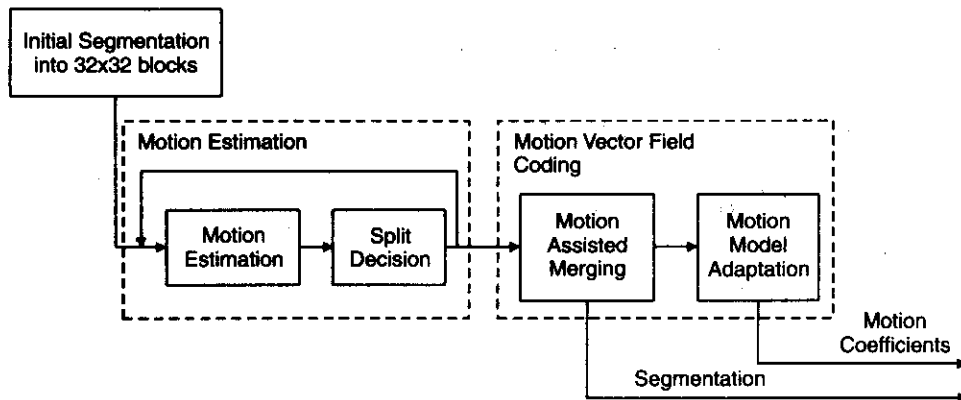 Initial Segmentation
into 32x32 blocks
Motion Estimation
Motion Vector Field
Coding
Motion
Estimation
Split
Decision
Motion
Assisted
Merging
Motion
Model
Adaptation
Motion
Coefficients
Segmentation